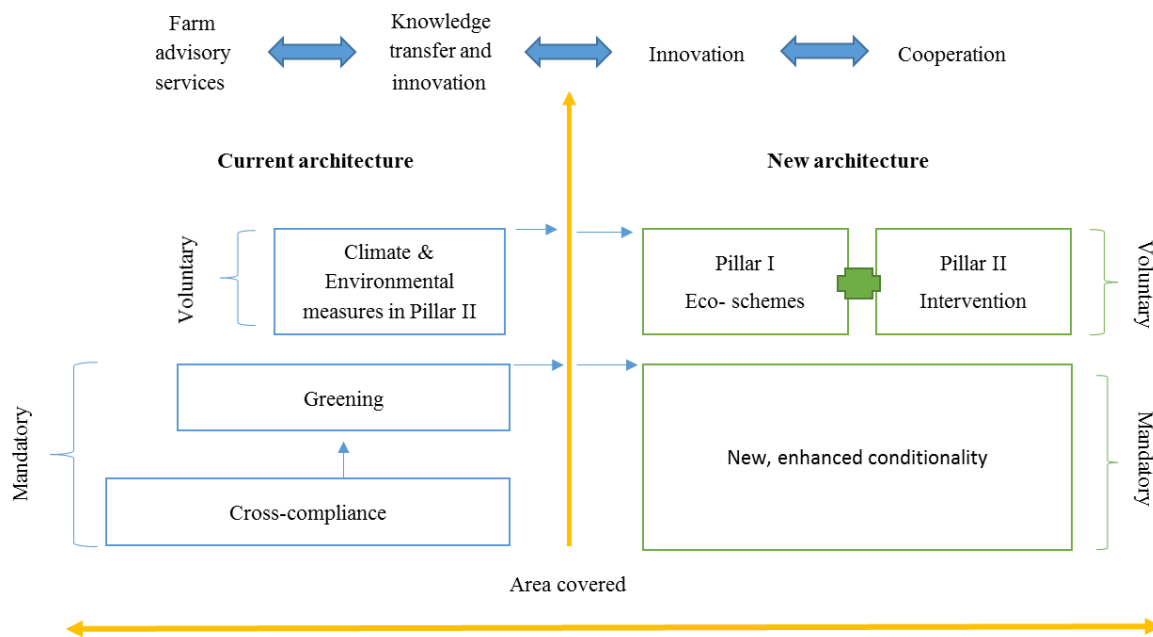 Farm
advisory
services
Knowledge
transfer and
innovation
Innovation
Cooperation
Current architecture
New architecture
Voluntary
Climate &
Environmental
measures in Pillar II
Pillar I
Eco- schemes
Pillar II
Intervention
Voluntary
Mandatory
Greening
Cross-compliance
New, enhanced conditionality
Mandatory
Area covered